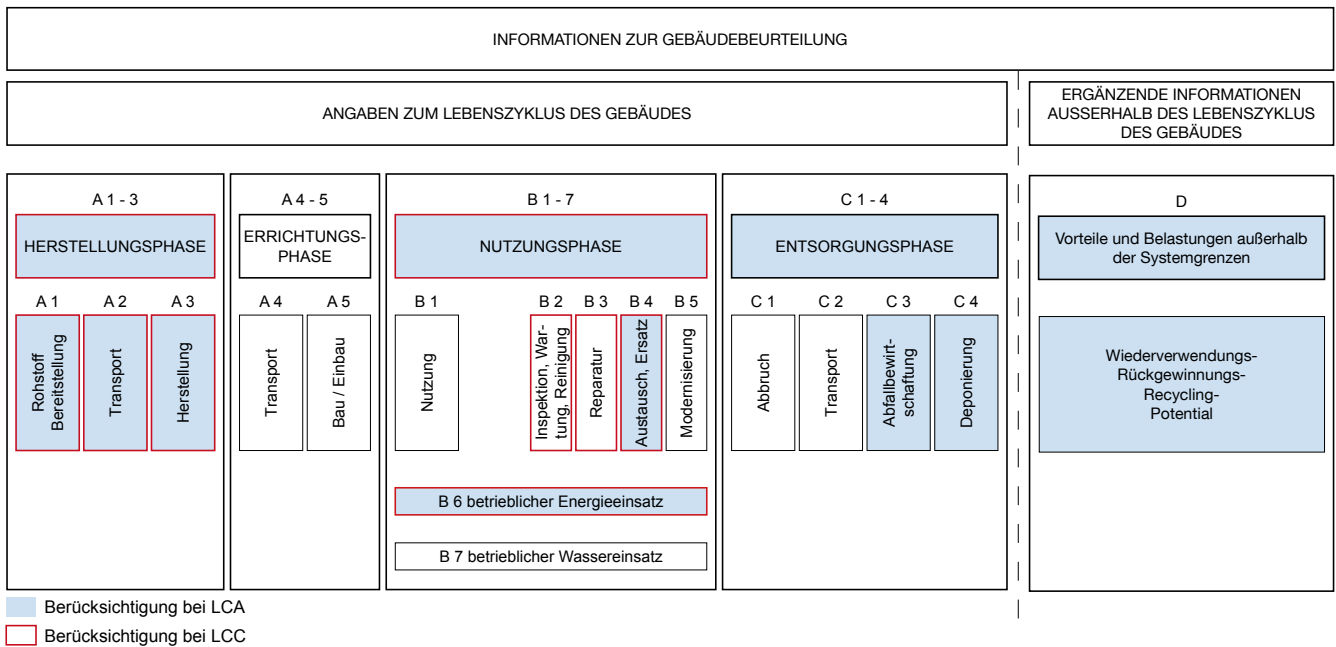 INFORMATIONEN ZUR GEBÄUDEBEURTEILUNG
ANGABEN ZUM LEBENSZYKLUS DES GEBÄUDES
ERGÄNZENDE INFORMATIONEN
AUSSERHALB DES LEBENSZYKLUS
DES GEBÄUDES
A 1 - 3
HERSTELLUNGSPHASE
A 1
A 2
A 3
Rohstoff
Bereitstellung
Transport
Herstellung
A 4 - 5
ERRICHTUNGS-
PHASE
A 4
A 5
Transport
Bau / Einbau
B 1 - 7
NUTZUNGSPHASE
B 1
B 2
B 3
B 4
B 5
Nutzung
Inspektion, War-
tung, Reinigung
Reparatur
Austausch, Ersatz
Modernisierung
B 6 betrieblicher Energieeinsatz
B 7 betrieblicher Wassereinsatz
C 1 - 4
ENTSORGUNGSPHASE
C 1
C 2
C 3
C 4
Abbruch
Transport
Abfallbewirt-
schaftung
Deponierung
D
Vorteile und Belastungen außerhalb
der Systemgrenzen
Wiederverwendungs-
Rückgewinnungs-
Recycling-
Potential
Berücksichtigung bei LCA
Berücksichtigung bei LCC